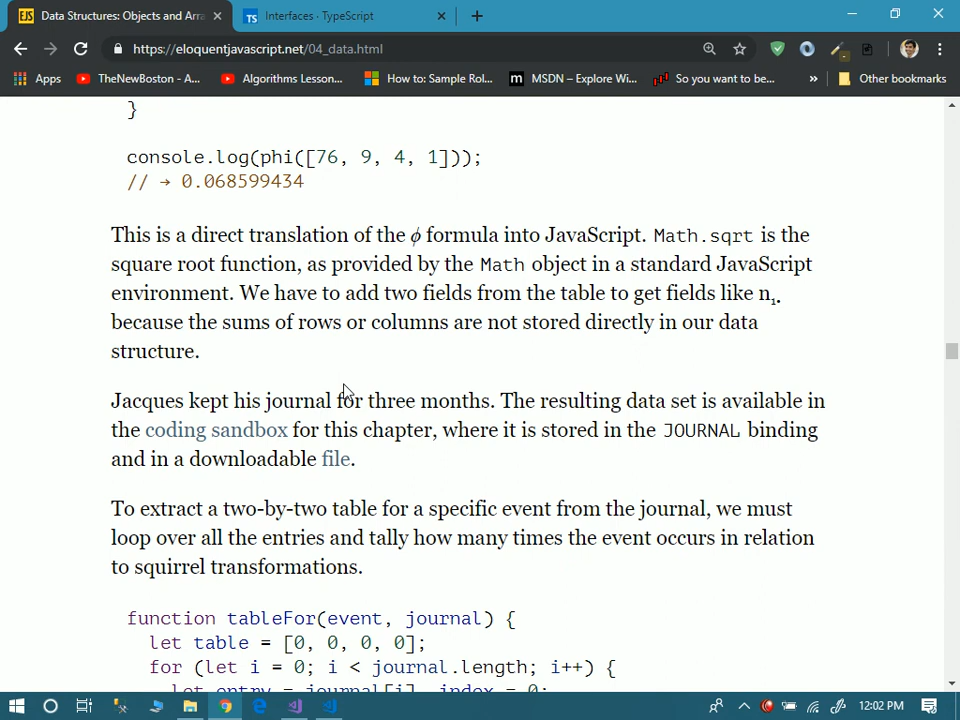 EJS Data Structures: Objects and Arra
TS Interfaces · TypeScript
https://eloquentjavascript.net/04_data.html
Apps TheNewBoston - A... Algorithms Lesson... How to: Sample Rol... m MSDN – Explore Wi... So you want to be... » Other bookmarks
}
console.log(phi([76, 9, 4, 1]));
// → 0.068599434
This is a direct translation of the ϕ formula into JavaScript. Math.sqrt is the
square root function, as provided by the Math object in a standard JavaScript
environment. We have to add two fields from the table to get fields like n1•
because the sums of rows or columns are not stored directly in our data
structure.
Jacques kept his journal for three months. The resulting data set is available in
the coding sandbox for this chapter, where it is stored in the JOURNAL binding
and in a downloadable file.
To extract a two-by-two table for a specific event from the journal, we must
loop over all the entries and tally how many times the event occurs in relation
to squirrel transformations.
function tableFor(event, journal) {
let table = [0, 0, 0, 0];
for (let i = 0; i < journal.length; i++) {
let entry = journal[i], index = 0;
12:02 PM